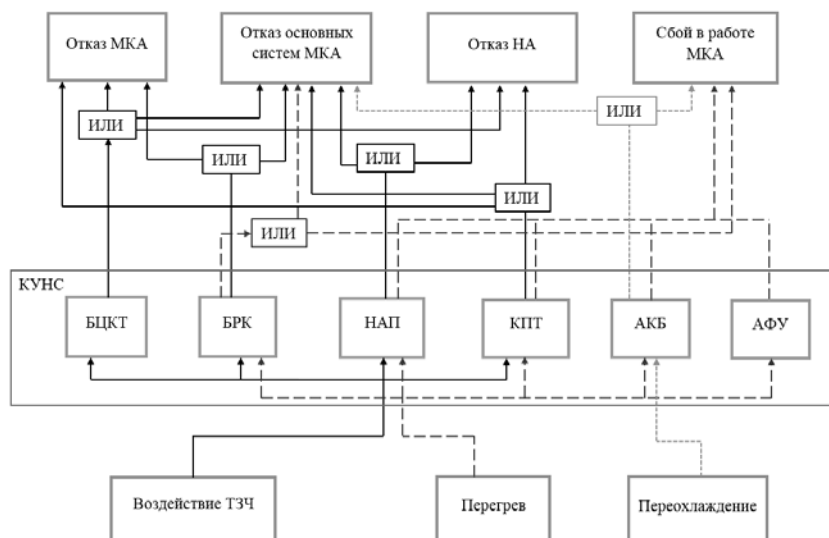 Отказ МКА
Отказ основных
систем МКА
Отказ НА
Сбой в работе
МКА
ИЛИ
ИЛИ
ИЛИ
ИЛИ
ИЛИ
ИЛИ
КУНС
БЦКТ
БРК
НАП
КПТ
АКБ
АФУ
Воздействие ТЗЧ
Перегрев
Переохлаждение